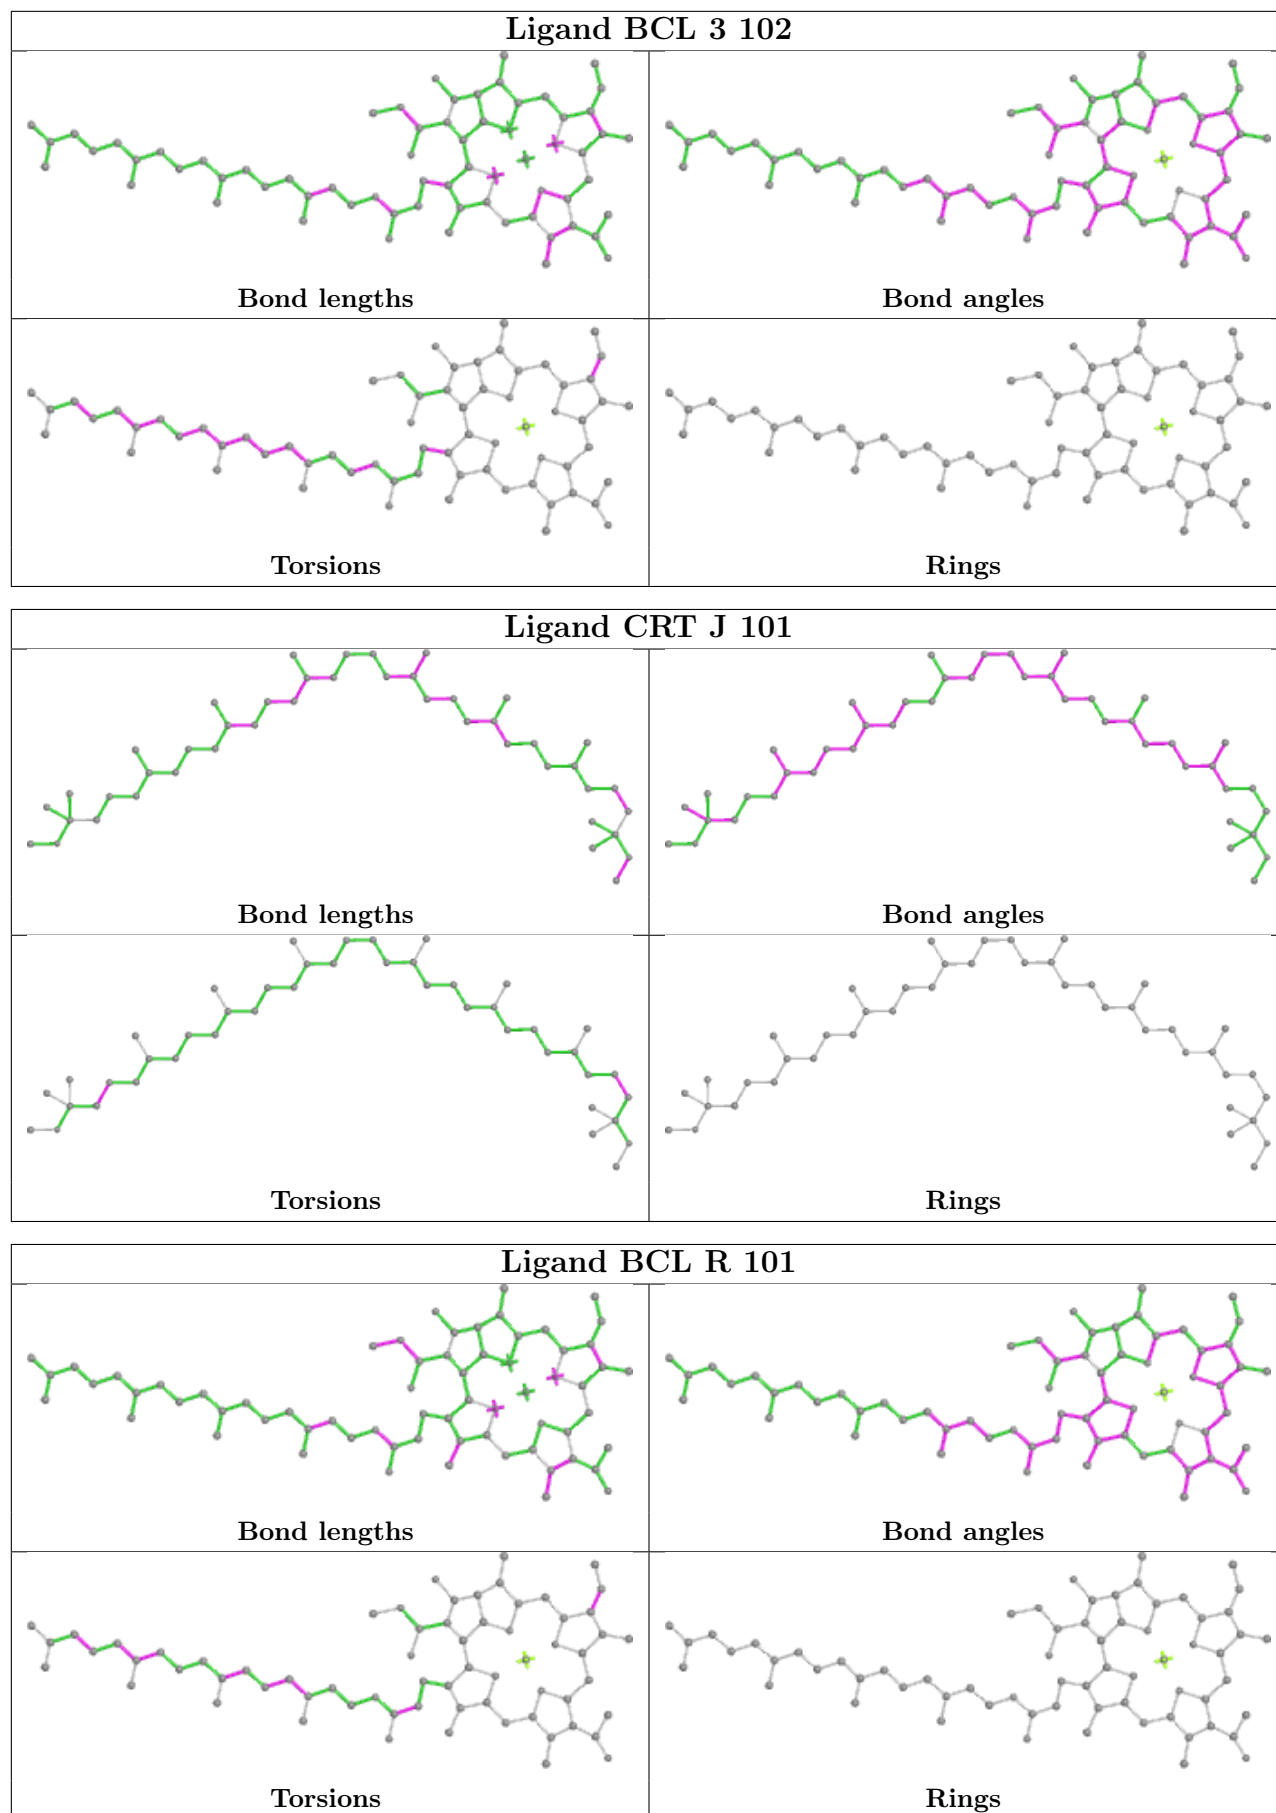 Ligand BCL 3 102
Bond lengths
Bond angles
Torsions
Rings
Ligand CRT J 101
Bond lengths
Bond angles
Torsions
Rings
Ligand BCL R 101
Bond lengths
Bond angles
Torsions
Rings